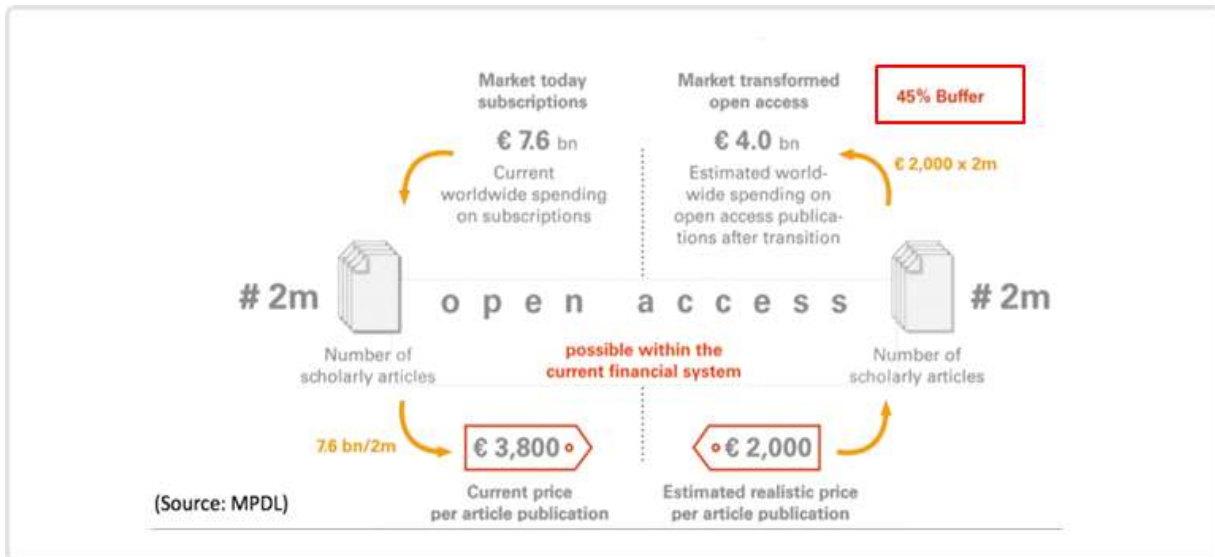 Market today
subscriptions
€ 7.6 bn
Current
worldwide spending
on subscriptions
Market transformed
open access
€ 4.0 bn
Estimated world-
wide spending on
open access publica-
tions after transition
45% Buffer
€ 2,000 x 2m
# 2m
Number of
scholarly articles
open access
possible within the
current financial system
# 2m
Number of
scholarly articles
7.6 bn/2m
€ 3,800
Current price
per article publication
€ 2,000
Estimated realistic price
per article publication
(Source: MPDL)